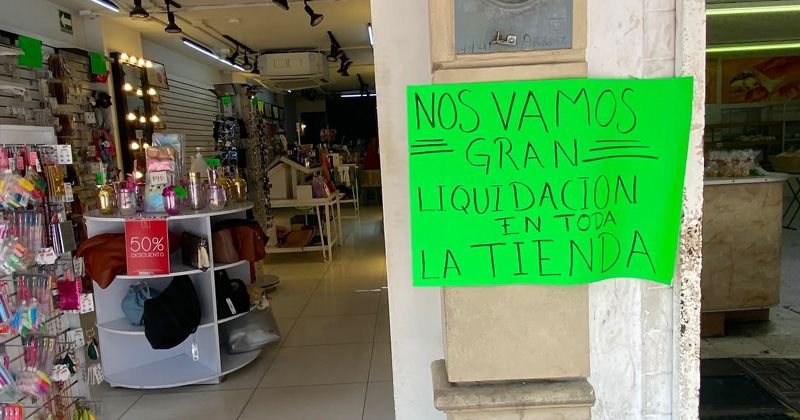 NOS VAMOS
GRAN
LIQUIDACION
EN TODA
LA TIENDA
50%
DESCUENTO